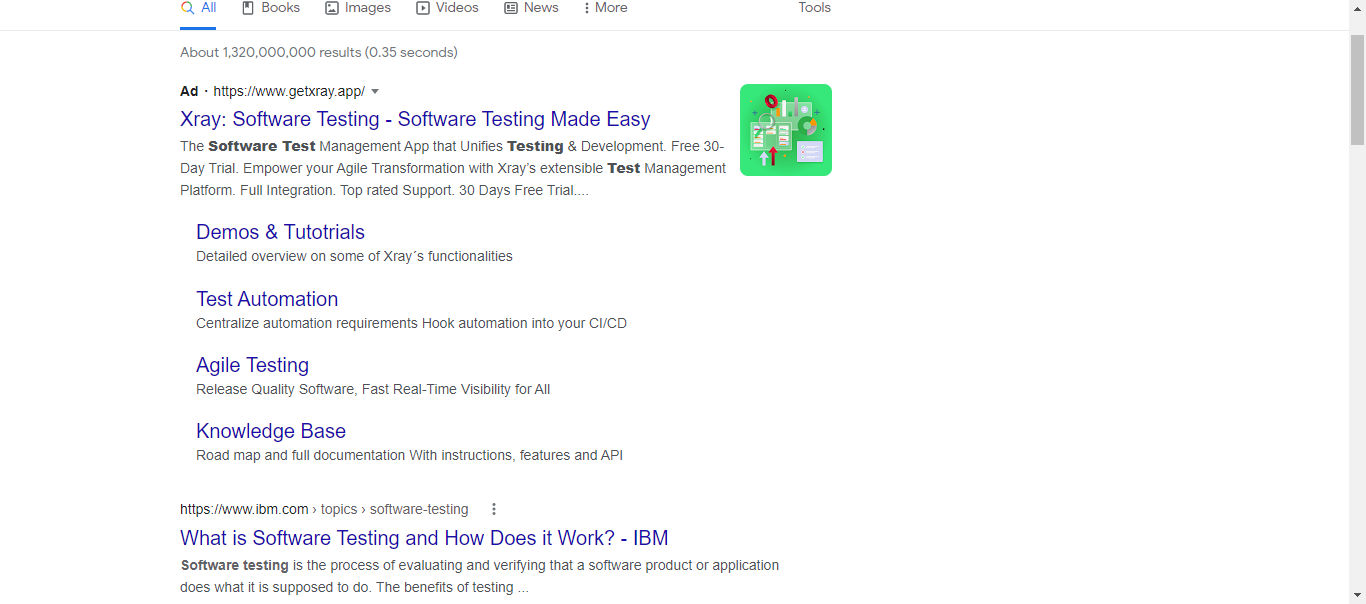 All Books Images Videos News More Tools
About 1,320,000,000 results (0.35 seconds)
Ad · https://www.getxray.app/
Xray: Software Testing - Software Testing Made Easy
The Software Test Management App that Unifies Testing & Development. Free 30-
Day Trial. Empower your Agile Transformation with Xray’s extensible Test Management
Platform. Full Integration. Top rated Support. 30 Days Free Trial....
Demos & Tutotrials
Detailed overview on some of Xray´s functionalities
Test Automation
Centralize automation requirements Hook automation into your CI/CD
Agile Testing
Release Quality Software, Fast Real-Time Visibility for All
Knowledge Base
Road map and full documentation With instructions, features and API
https://www.ibm.com › topics › software-testing
What is Software Testing and How Does it Work? - IBM
Software testing is the process of evaluating and verifying that a software product or application
does what it is supposed to do. The benefits of testing ...